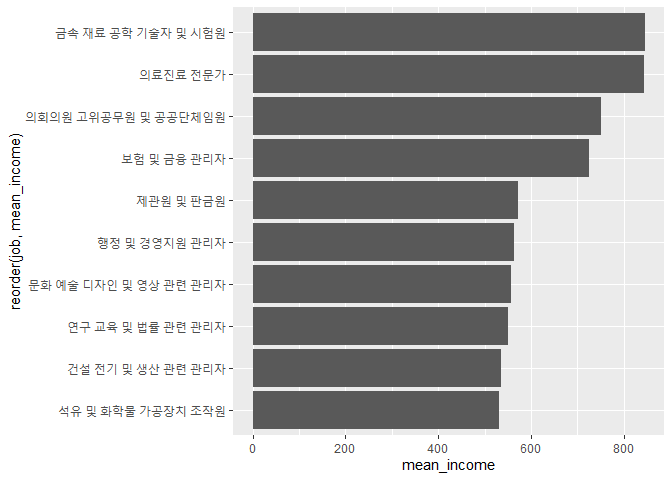 금속 재료 공학 기술자 및 시험원
의료진료 전문가
의회의원 고위공무원 및 공공단체임원
보험 및 금융 관리자
제관원 및 판금원
행정 및 경영지원 관리자
문화 예술 디자인 및 영상 관련 관리자
연구 교육 및 법률 관련 관리자
건설 전기 및 생산 관련 관리자
석유 및 화학물 가공장치 조작원
reorder(job, mean_income)
0 200 400 600 800
mean_income